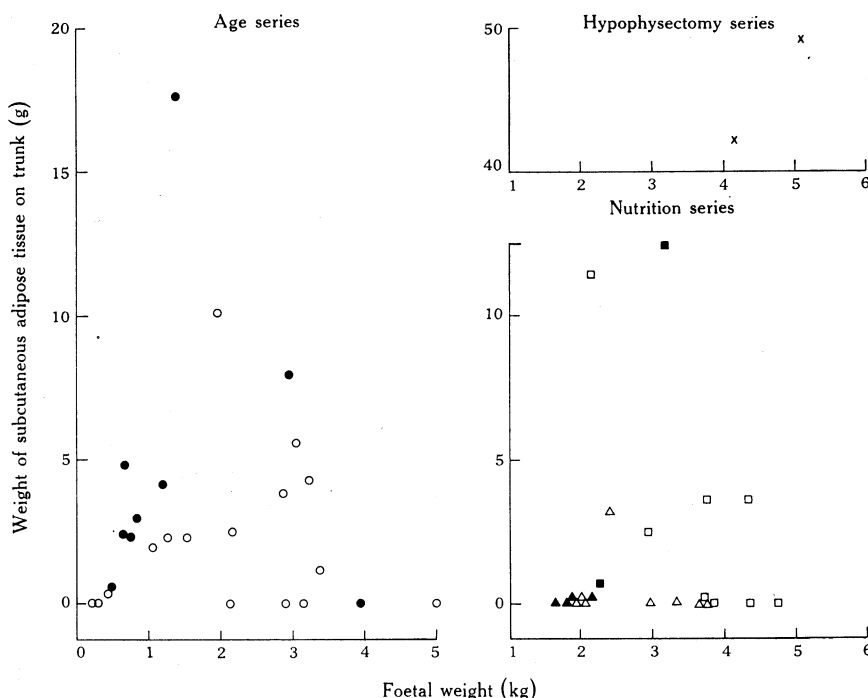 Age series
Hypophysectomy series
20
15
10
5
0
0 1 2 3 4 5
Weight of subcutaneous adipose tissue on trunk (g)
50
40
1 2 3 4 5 6
Nutrition series
10
5
0
1 2 3 4 5 6
Foetal weight (kg)